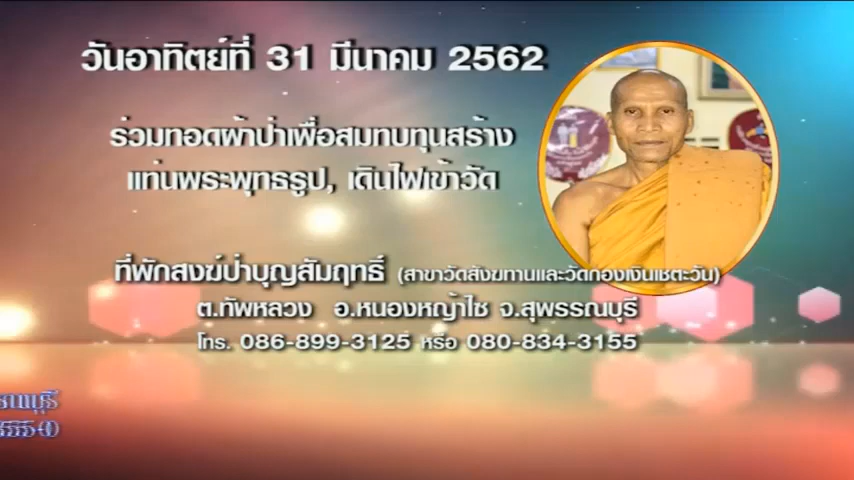 วันอาทิตย์ที่ 31 มีนาคม 2562
ร่วมทอดผ้าป่าเพื่อสมทบทุนสร้าง
แท่นพระพุทธรูป, เดินไฟเข้าวัด
ที่พักสงฆ์ป่าบุญสัมฤทธิ์ (สาขาวัดสังฆทานและวัดกองเงินเชตะวัน)
ต.ทัพหลวง อ.หนองหญ้าไซ จ.สุพรรณบุรี
โทร. 086-899-3125 หรือ 080-834-3155